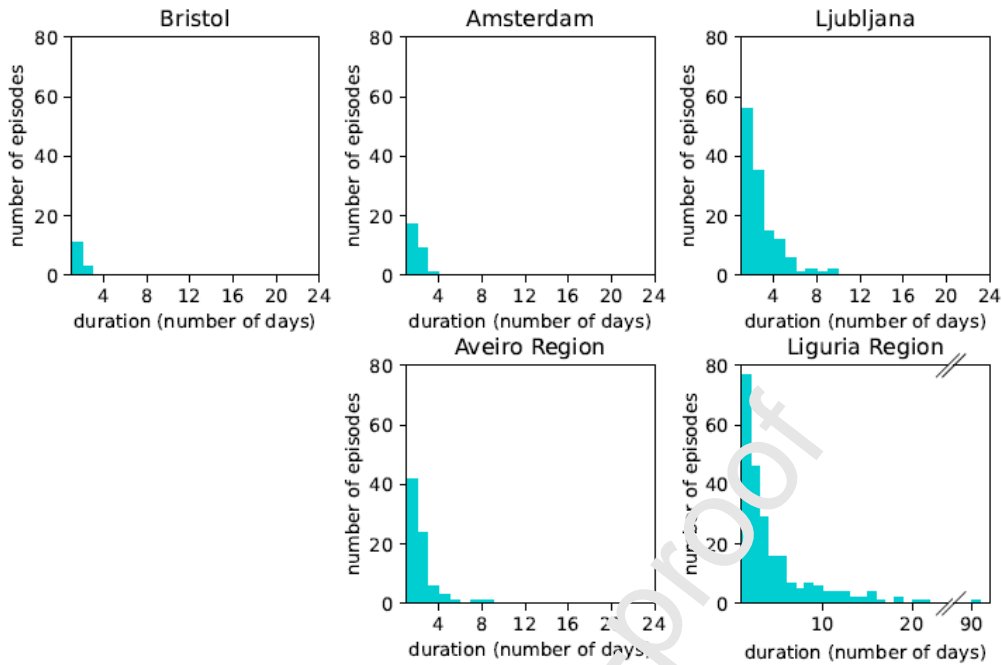 Bristol
80
60
40
20
0
number of episodes
4 8 12 16 20 24
duration (number of days)
Amsterdam
80
60
40
20
0
number of episodes
4 8 12 16 20 24
duration (number of days)
Ljubljana
80
60
40
20
0
number of episodes
4 8 12 16 20 24
duration (number of days)
Aveiro Region
80
60
40
20
0
number of episodes
4 8 12 16 20 24
duration (number of days)
Liguria Region
80
60
40
20
0
number of episodes
10 20 90
duration (number of days)
proof